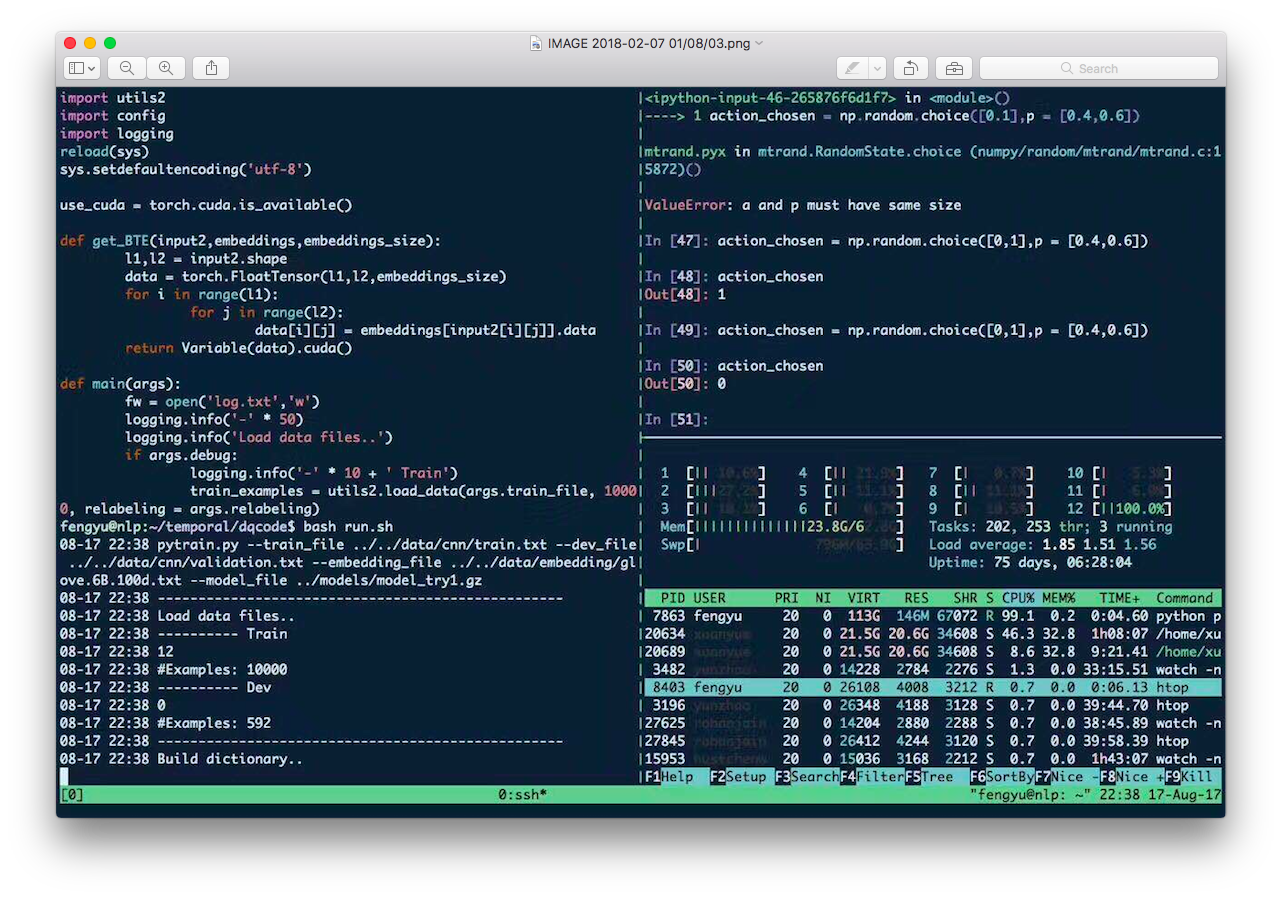 IMAGE 2018-02-07 01/08/03.png
Search
import utils2
import config
import logging
reload(sys)
sys.setdefaultencoding('utf-8')
use_cuda = torch.cuda.is_available()
def get_BTE(input2,embeddings,embeddings_size):
l1,l2 = input2.shape
data = torch.FloatTensor(l1,l2,embeddings_size)
for i in range(l1):
for j in range(l2):
data[i][j] = embeddings[input2[i][j]].data
return Variable(data).cuda()
def main(args):
fw = open('log.txt','w')
logging.info('-' * 50)
logging.info('Load data files..')
if args.debug:
logging.info('-' * 10 + ' Train')
train_examples = utils2.load_data(args.train_file, 1000
0, relabeling = args.relabeling)
fengyu@nlp:~/temporal/dqcode$ bash run.sh
08-17 22:38 pytrain.py --train_file ../../data/cnn/train.txt --dev_file
../../data/cnn/validation.txt --embedding_file ../../data/embedding/gl
ove.6B.100d.txt --model_file ../models/model_try1.gz
08-17 22:38 --------------------------------------------------
08-17 22:38 Load data files..
08-17 22:38 ---------- Train
08-17 22:38 12
08-17 22:38 #Examples: 10000
08-17 22:38 ---------- Dev
08-17 22:38 0
08-17 22:38 #Examples: 592
08-17 22:38 --------------------------------------------------
08-17 22:38 Build dictionary..
<ipython-input-46-265876f6d1f7> in <module>()
----> 1 action_chosen = np.random.choice([0.1],p = [0.4,0.6])
mtrand.pyx in mtrand.RandomState.choice (numpy/random/mtrand/mtrand.c:1
5872)()
ValueError: a and p must have same size
In [47]: action_chosen = np.random.choice([0,1],p = [0.4,0.6])
In [48]: action_chosen
Out[48]: 1
In [49]: action_chosen = np.random.choice([0,1],p = [0.4,0.6])
In [50]: action_chosen
Out[50]: 0
In [51]:
1 [|| 10.6%] 4 [|| 21.9%] 7 [| 0.7%] 10 [| 5.3%]
2 [||| 27.2%] 5 [|| 11.1%] 8 [|| 11.1%] 11 [| 6.0%]
3 [|| 18.1%] 6 [| 0.7%] 9 [| 10.5%] 12 [||100.0%]
Mem[|||||||||||||||23.8G/6 ] Tasks: 202, 253 thr; 3 running
Swp[| 796M/63.9G] Load average: 1.85 1.51 1.56
Uptime: 75 days, 06:28:04
PID USER PRI NI VIRT RES SHR S CPU% MEM% TIME+ Command
7863 fengyu 20 0 113G 146M 67072 R 99.1 0.2 0:04.60 python p
20634 20 0 21.5G 20.6G 34608 S 46.3 32.8 1h08:07 /home/xu
20689 20 0 21.5G 20.6G 34608 S 8.6 32.8 9:21.41 /home/xu
3482 yunzhao 20 0 14228 2784 2276 S 1.3 0.0 33:15.51 watch -n
8403 fengyu 20 0 26108 4008 3212 R 0.7 0.0 0:06.13 htop
3196 yunzhao 20 0 26348 4188 3128 S 0.7 0.0 39:44.70 htop
27625 20 0 14204 2880 2288 S 0.7 0.0 38:45.89 watch -n
27845 20 0 26412 4244 3120 S 0.7 0.0 39:58.39 htop
15953 20 0 15036 3168 2212 S 0.7 0.0 1h43:07 watch -n
F1Help F2Setup F3SearchF4FilterF5Tree F6SortByF7Nice -F8Nice +F9Kill
[0] 0:ssh* "fengyu@nlp: ~" 22:38 17-Aug-17